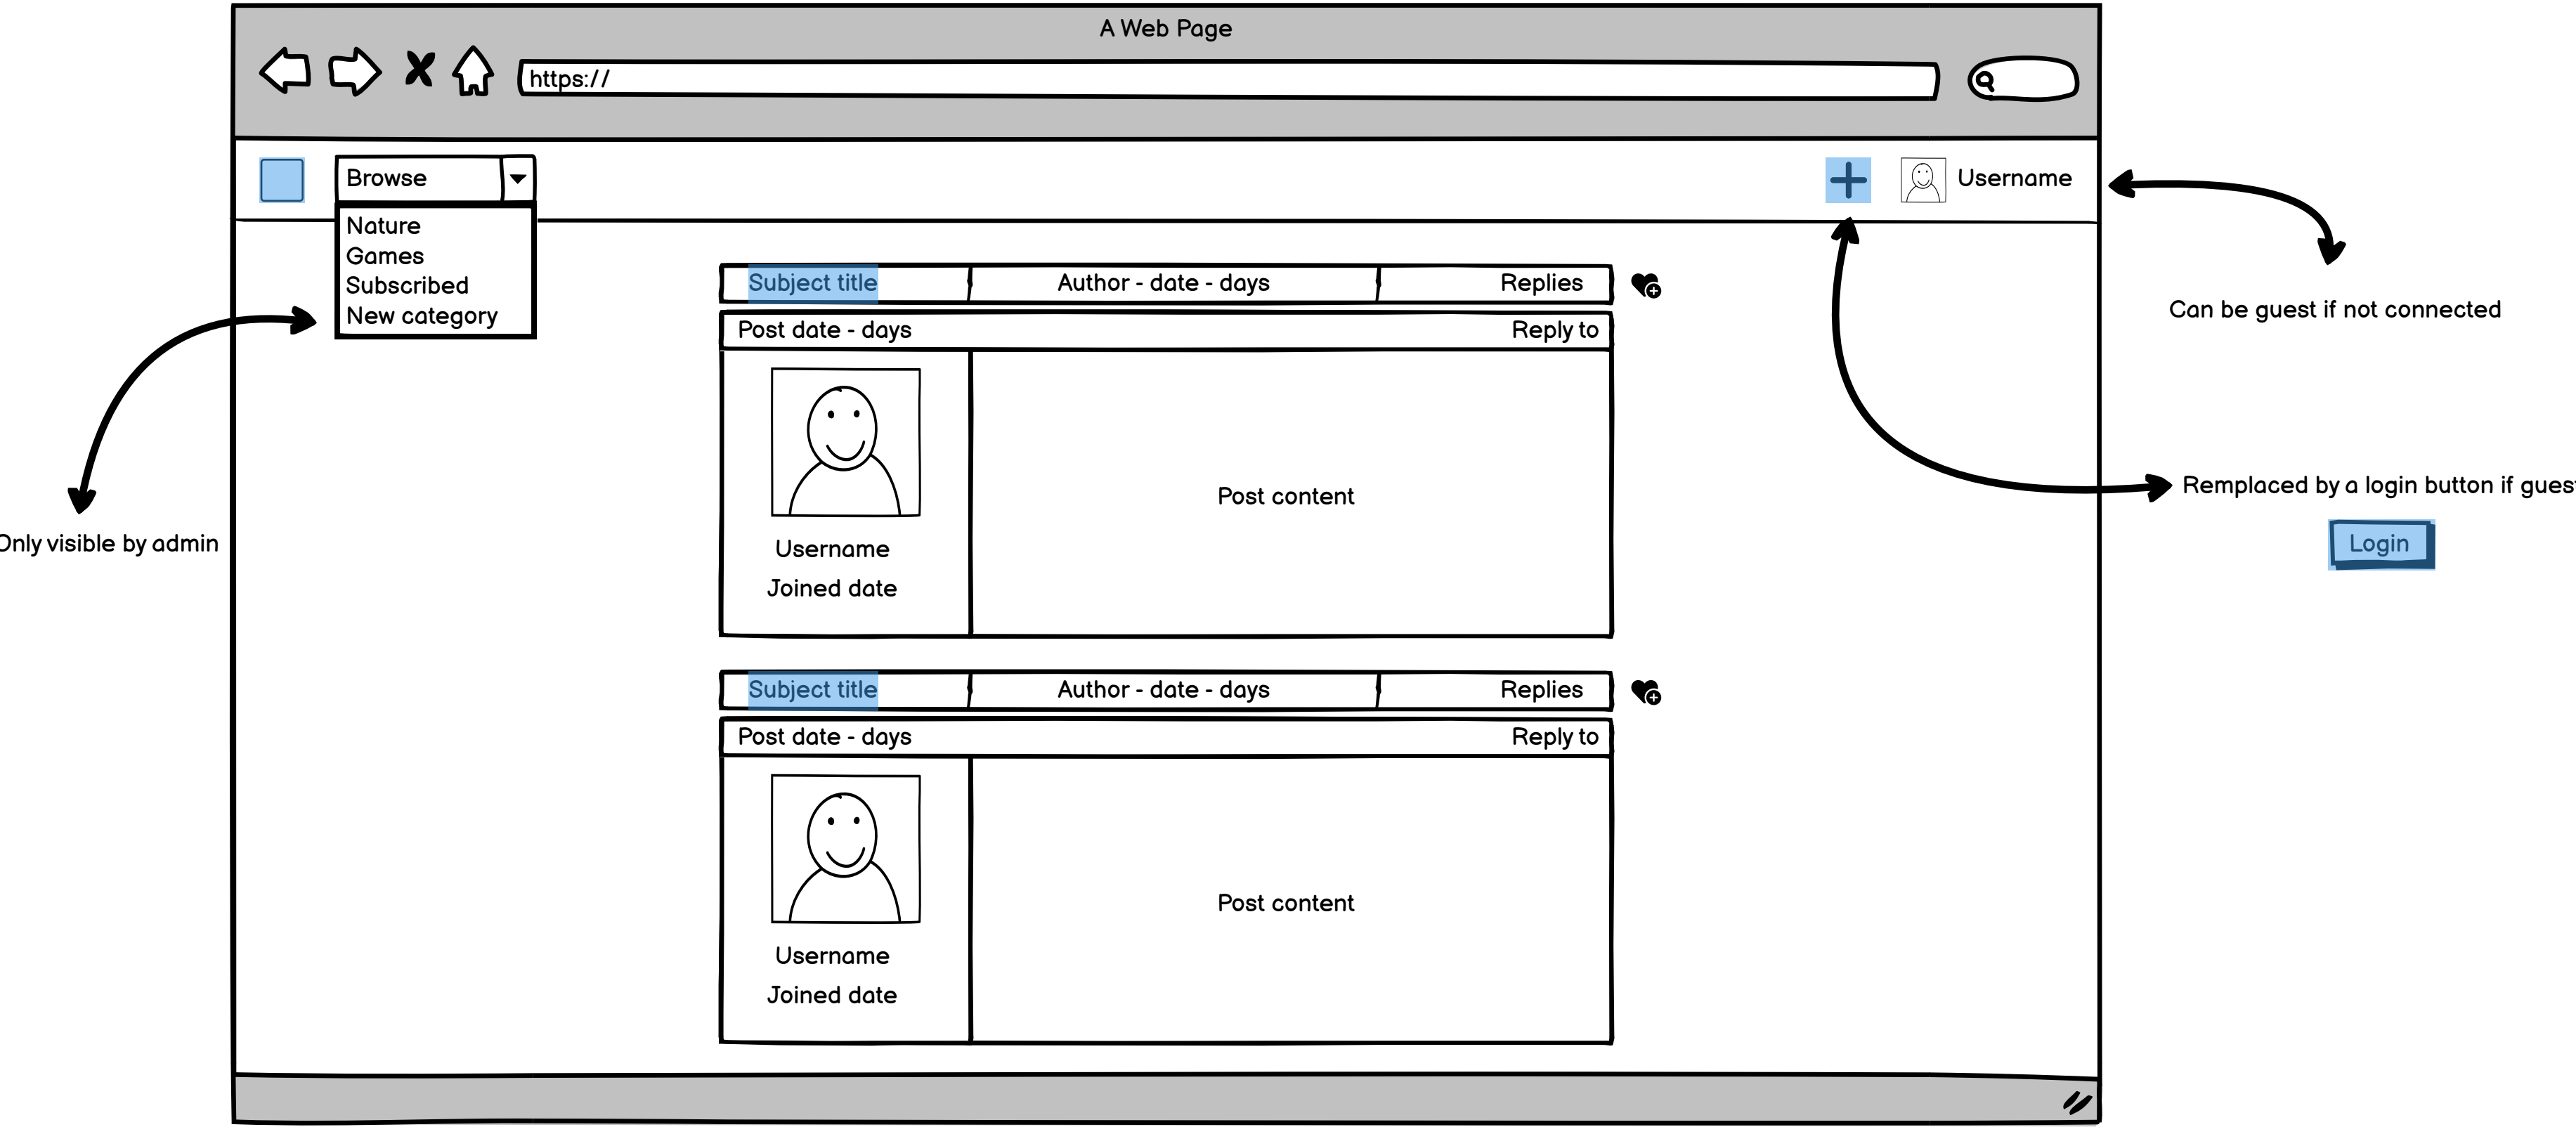 A Web Page
https://
Browse
Username
Nature
Games
Subscribed
New category
Subject title
Author - date - days
Replies
Can be guest if not connected
Post date - days
Reply to
Post content
Username
Joined date
Only visible by admin
Remplaced by a login button if guest
Login
Subject title
Author - date - days
Replies
Post date - days
Reply to
Post content
Username
Joined date